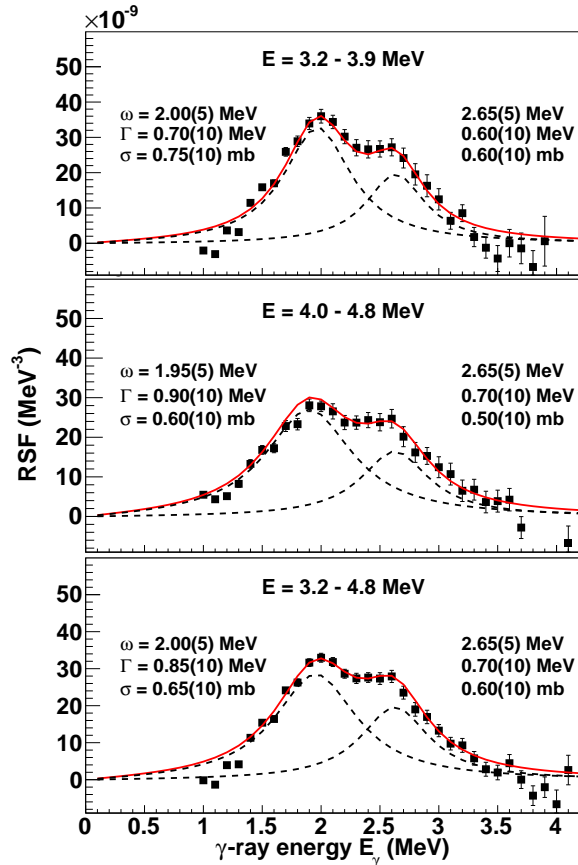 ×10⁻⁹
50
40
30
20
10
0
E = 3.2 - 3.9 MeV
ω = 2.00(5) MeV
Γ = 0.70(10) MeV
σ = 0.75(10) mb
2.65(5) MeV
0.60(10) MeV
0.60(10) mb
RSF (MeV⁻³)
50
40
30
20
10
0
E = 4.0 - 4.8 MeV
ω = 1.95(5) MeV
Γ = 0.90(10) MeV
σ = 0.60(10) mb
2.65(5) MeV
0.70(10) MeV
0.50(10) mb
50
40
30
20
10
0
E = 3.2 - 4.8 MeV
ω = 2.00(5) MeV
Γ = 0.85(10) MeV
σ = 0.65(10) mb
2.65(5) MeV
0.70(10) MeV
0.60(10) mb
0 0.5 1 1.5 2 2.5 3 3.5 4
γ-ray energy Eγ (MeV)